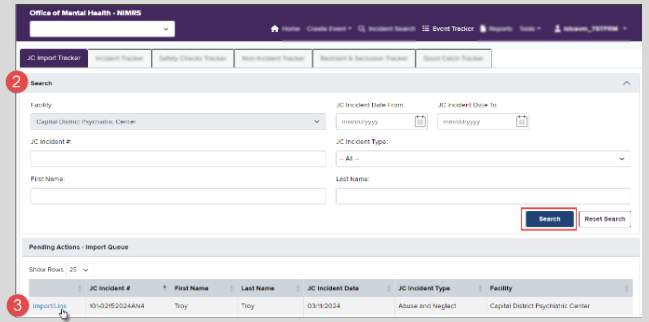 Office of Mental Health - NIMRS
Home Create Event Incident Search Event Tracker Reports Tools
JC Import Tracker Incident Tracker Safety Checks Tracker Non-Incident Tracker Restraint & Seclusion Tracker Good Catch Tracker
2 Search
Facility: JC Incident Date From: JC Incident Date To:
Capital District Psychiatric Center mm/dd/yyyy mm/dd/yyyy
JC Incident #: JC Incident Type:
-- All --
First Name: Last Name:
Search Reset Search
Pending Actions - Import Queue
Show Rows 25
JC Incident # First Name Last Name JC Incident Date JC Incident Type Facility
3 Import/Link 101-02152024AN4 Troy Troy 03/11/2024 Abuse and Neglect Capital District Psychiatric Center